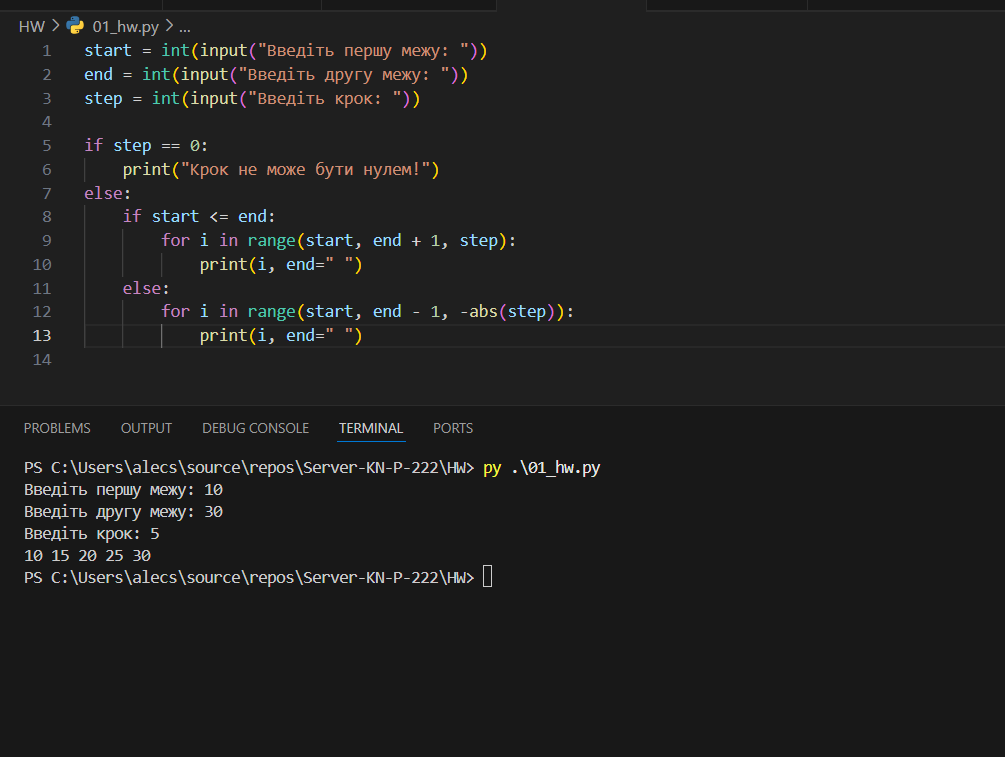 HW > 01_hw.py > ...
1 start = int(input("Введіть першу межу: "))
2 end = int(input("Введіть другу межу: "))
3 step = int(input("Введіть крок: "))
4
5 if step == 0:
6     print("Крок не може бути нулем!")
7 else:
8     if start <= end:
9         for i in range(start, end + 1, step):
10             print(i, end=" ")
11     else:
12         for i in range(start, end - 1, -abs(step)):
13             print(i, end=" ")
14
PROBLEMS OUTPUT DEBUG CONSOLE TERMINAL PORTS
PS C:\Users\alecs\source\repos\Server-KN-P-222\HW> py .\01_hw.py
Введіть першу межу: 10
Введіть другу межу: 30
Введіть крок: 5
10 15 20 25 30
PS C:\Users\alecs\source\repos\Server-KN-P-222\HW>